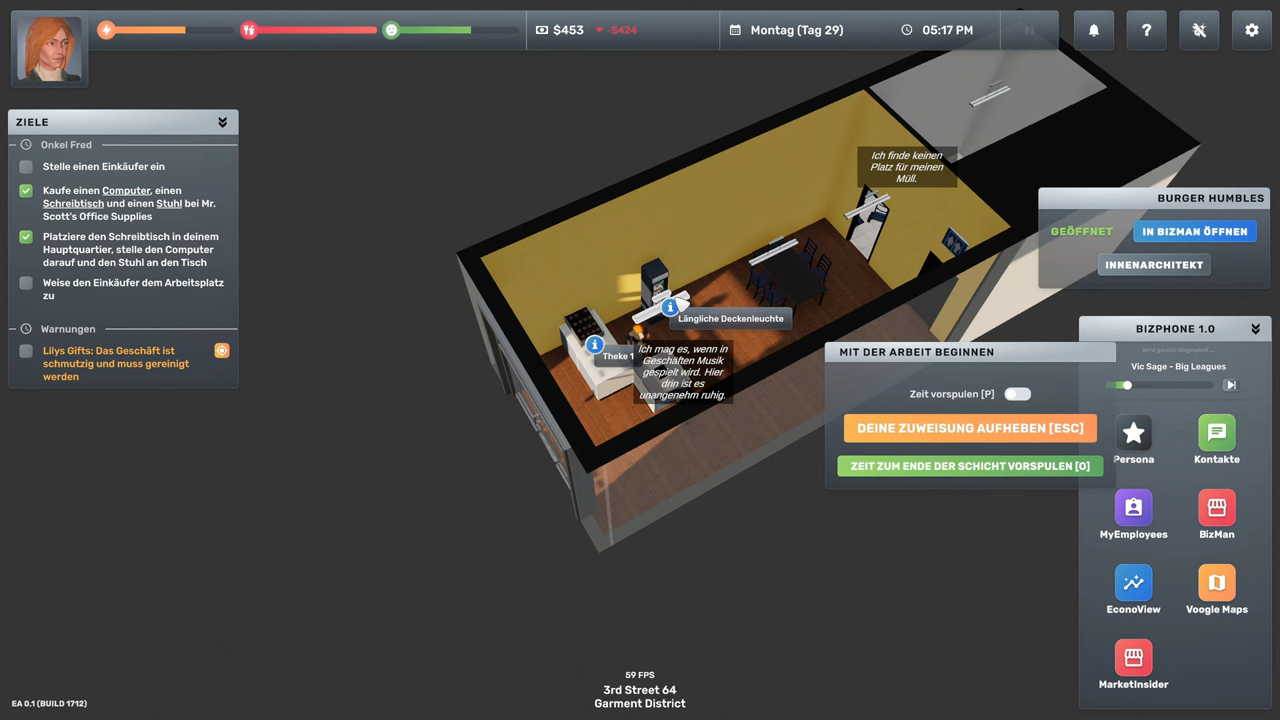 $453
-$424
Montag (Tag 29)
05:17 PM
?
ZIELE
Onkel Fred
Stelle einen Einkäufer ein
Kaufe einen Computer, einen
Schreibtisch und einen Stuhl bei Mr.
Scott's Office Supplies
Platziere den Schreibtisch in deinem
Hauptquartier, stelle den Computer
darauf und den Stuhl an den Tisch
Weise den Einkäufer dem Arbeitsplatz
zu
Warnungen
Lilys Gifts: Das Geschäft ist
schmutzig und muss gereinigt
werden
Ich finde keinen
Platz für meinen
Müll.
Längliche Deckenleuchte
Theke 1
Ich mag es, wenn in
Geschäften Musik
gespielt wird. Hier
drin ist es
unangenehm ruhig.
BURGER HUMBLES
GEÖFFNET
IN BIZMAN ÖFFNEN
INNENARCHITEKT
MIT DER ARBEIT BEGINNEN
Zeit vorspulen [P]
DEINE ZUWEISUNG AUFHEBEN [ESC]
ZEIT ZUM ENDE DER SCHICHT VORSPULEN [O]
BIZPHONE 1.0
Wird gerade abgespielt ...
Vic Sage - Big Leagues
Persona
Kontakte
MyEmployees
BizMan
EconoView
Voogle Maps
MarketInsider
59 FPS
3rd Street 64
Garment District
EA 0.1 (BUILD 1712)